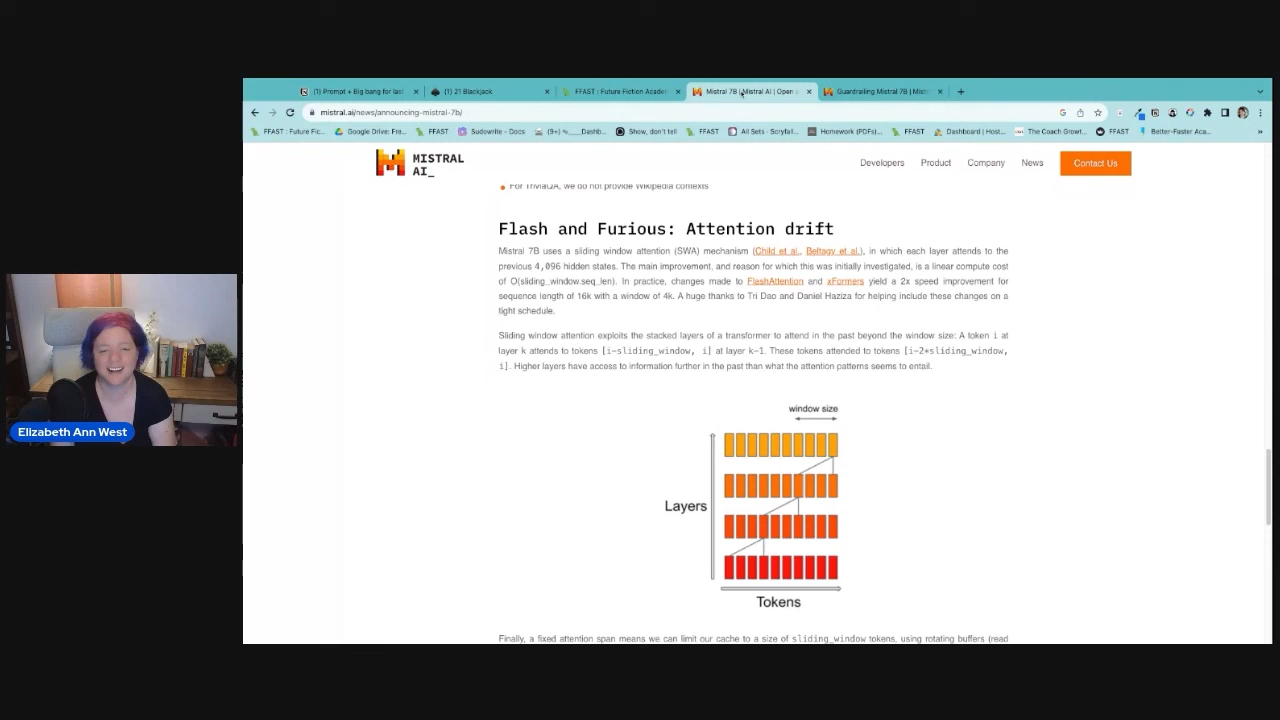 (1) Prompt + Big bang for last
(1) 21 Blackjack
FFAST : Future Fiction Acade
Mistral 7B | Mistral AI | Open
Guardrailing Mistral 7B | Mist
mistral.ai/news/announcing-mistral-7b/
FFAST : Future Fic...
Google Drive: Fre...
FFAST
Sudowrite - Docs
Show, don't tell
FFAST
All Sets - Scryfall...
Homework (PDFs)...
FFAST
Dashboard | Host...
The Coach Growt...
FFAST
Better-Faster Aca...
MISTRAL
AI_
Developers
Product
Company
News
Contact Us
For TriviaQA, we do not provide Wikipedia contexts
Flash and Furious: Attention drift
Mistral 7B uses a sliding window attention (SWA) mechanism (Child et al., Beltagy et al.), in which each layer attends to the
previous 4,096 hidden states. The main improvement, and reason for which this was initially investigated, is a linear compute cost
of O(sliding_window.seq_len). In practice, changes made to FlashAttention and xFormers yield a 2x speed improvement for
sequence length of 16k with a window of 4k. A huge thanks to Tri Dao and Daniel Haziza for helping include these changes on a
tight schedule.
Sliding window attention exploits the stacked layers of a transformer to attend in the past beyond the window size: A token i at
layer k attends to tokens [i-sliding_window, i] at layer k-1. These tokens attended to tokens [i-2*sliding_window,
i]. Higher layers have access to information further in the past than what the attention patterns seems to entail.
window size
Layers
Tokens
Finally, a fixed attention span means we can limit our cache to a size of sliding_window tokens, using rotating buffers (read
Elizabeth Ann West